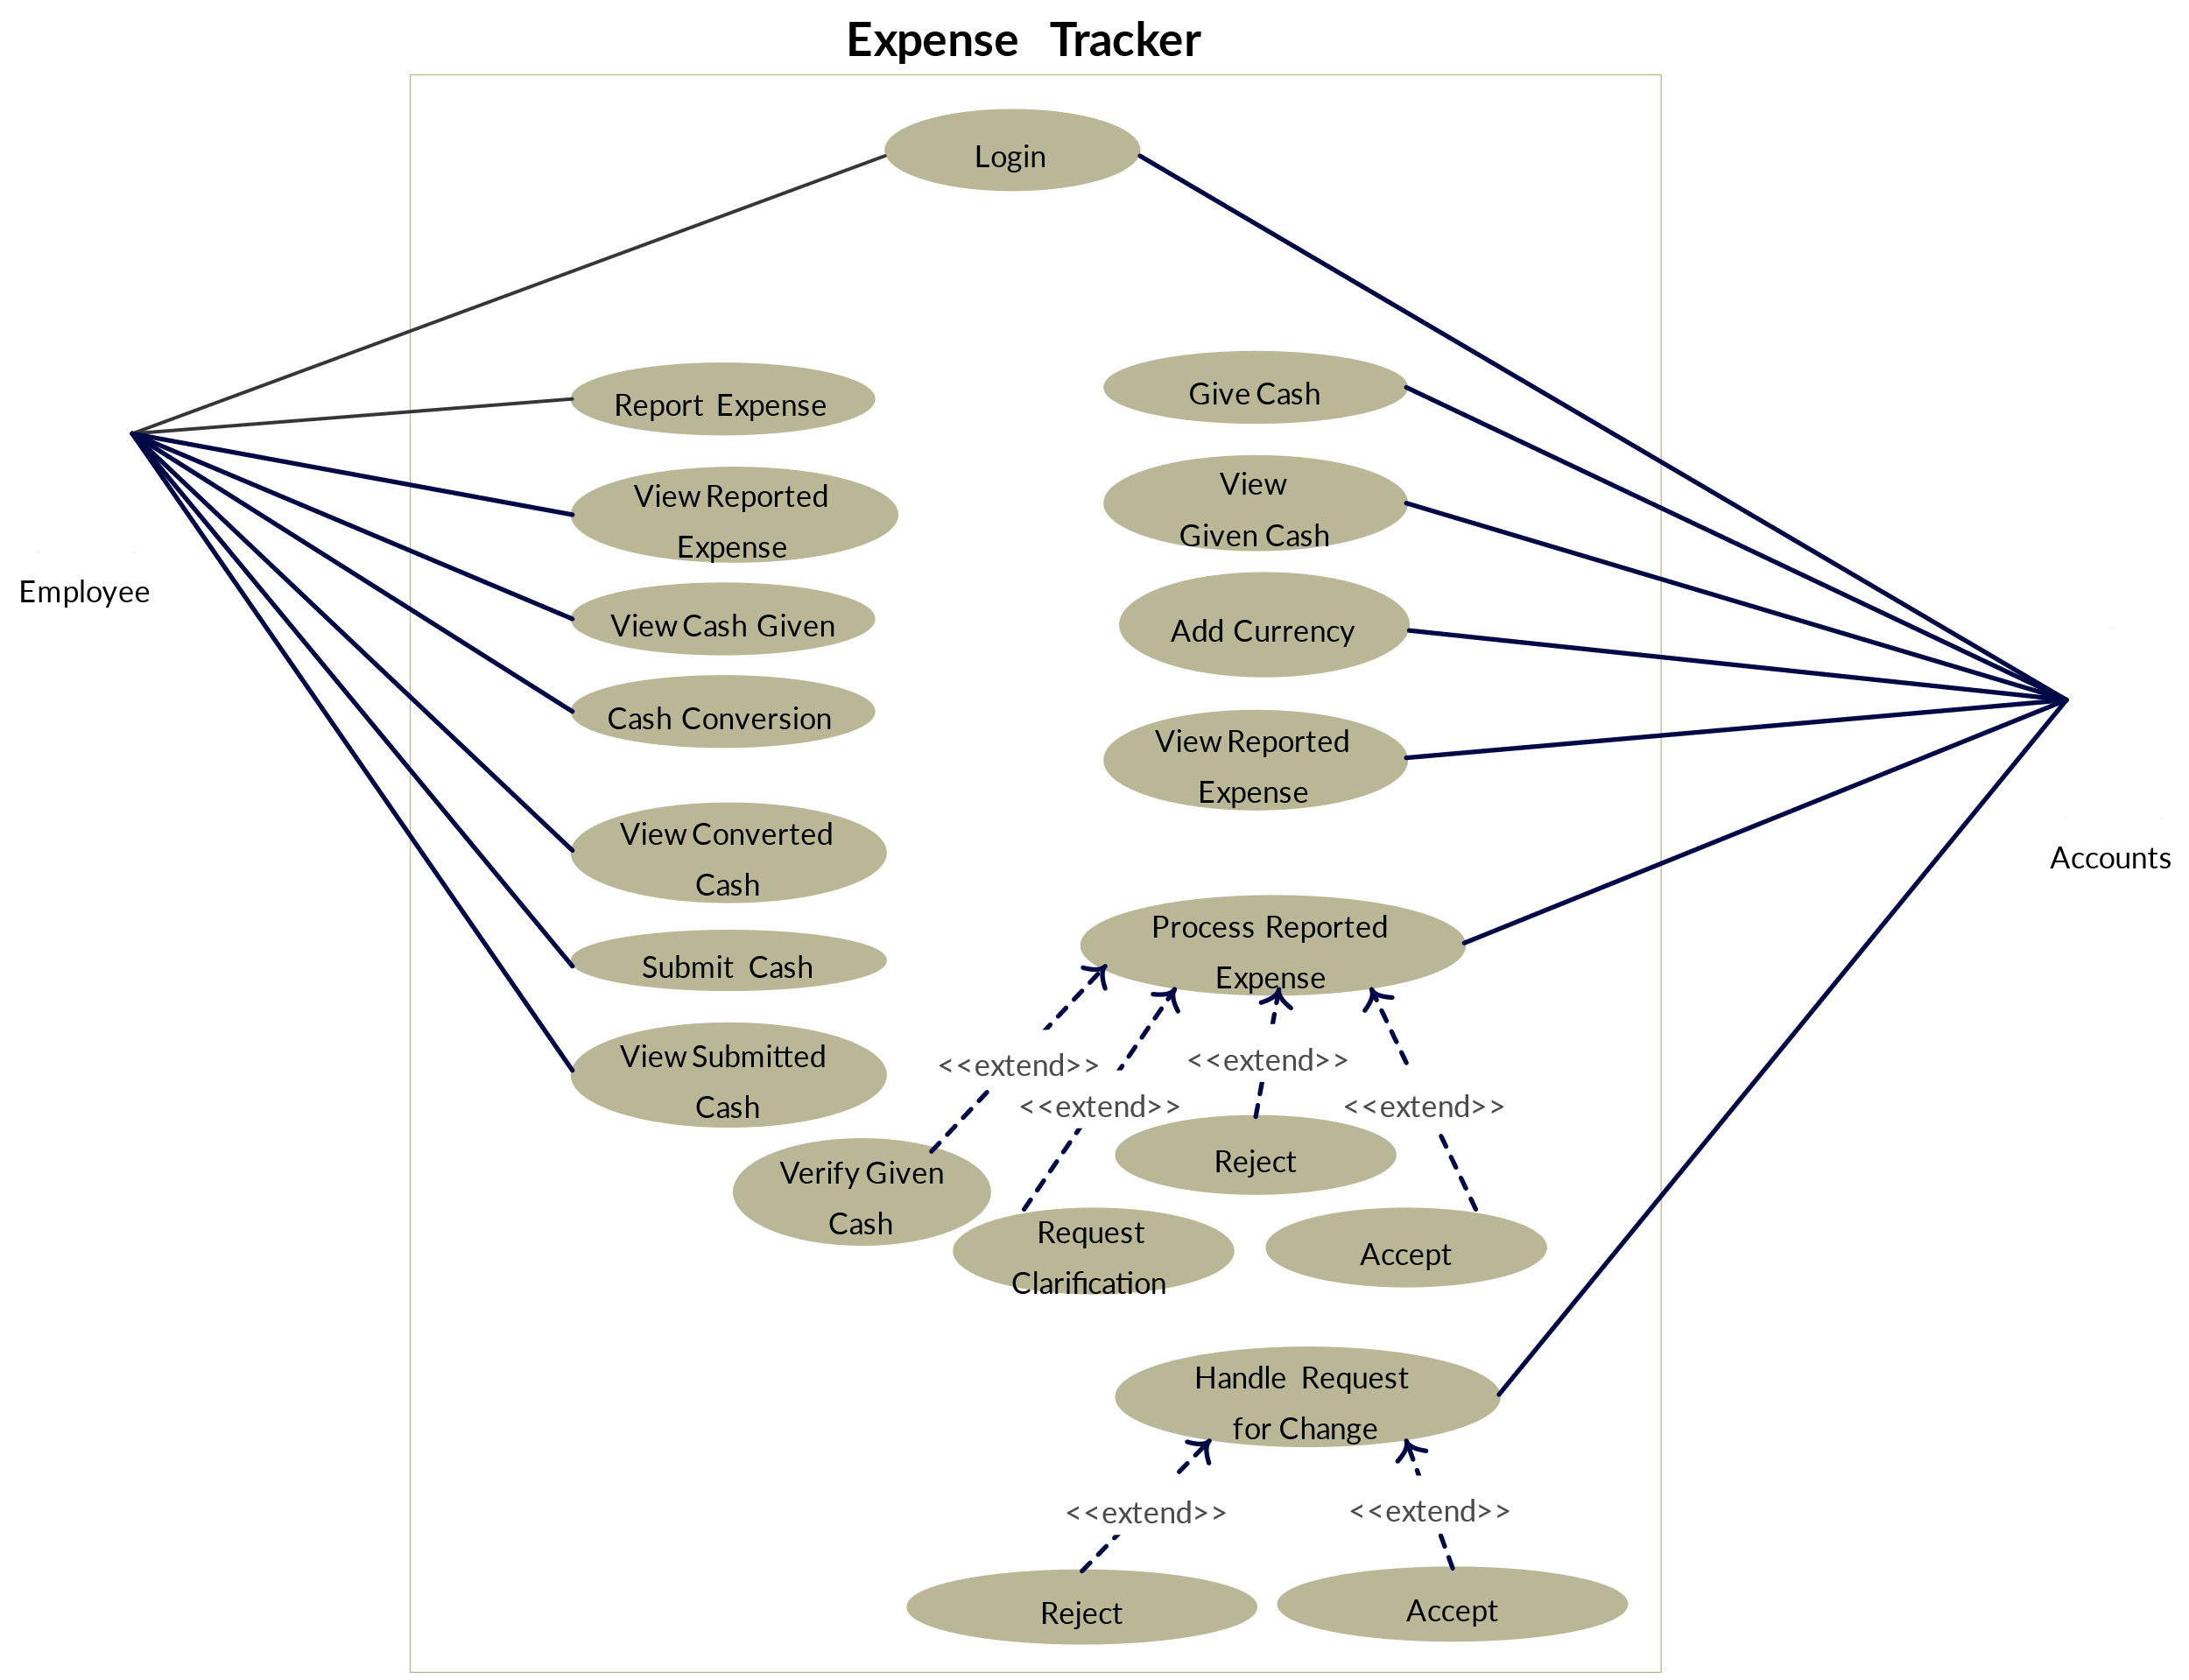 Expense Tracker
Login
Report Expense
View Reported
Expense
View Cash Given
Cash Conversion
View Converted
Cash
Submit Cash
View Submitted
Cash
Employee
Give Cash
View
Given Cash
Add Currency
View Reported
Expense
Process Reported
Expense
Accounts
<<extend>>
<<extend>>
<<extend>>
<<extend>>
Verify Given
Cash
Request
Clarification
Reject
Accept
Handle Request
for Change
<<extend>>
<<extend>>
Reject
Accept